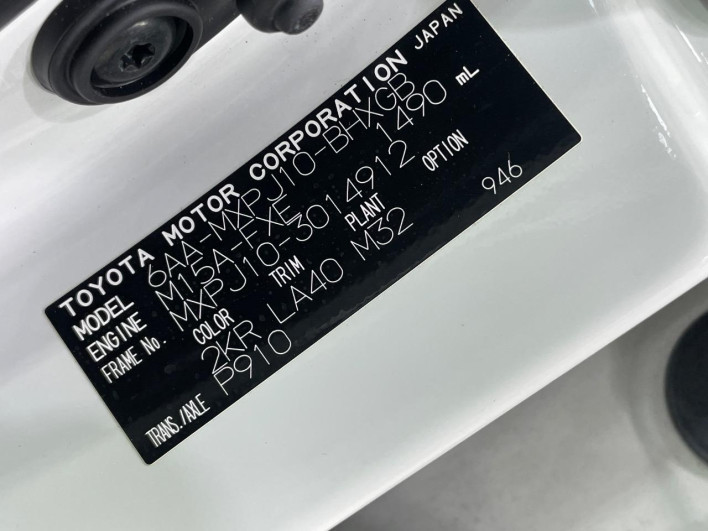 TOYOTA MOTOR CORPORATION JAPAN
MODEL 6AA-MXPJ10-BHXGB
ENGINE M15A-FXE 1490 mL
FRAME No. MXPJ10-3014912
COLOR TRIM PLANT OPTION
2KR LA40 M32 946
TRANS./AXLE P910